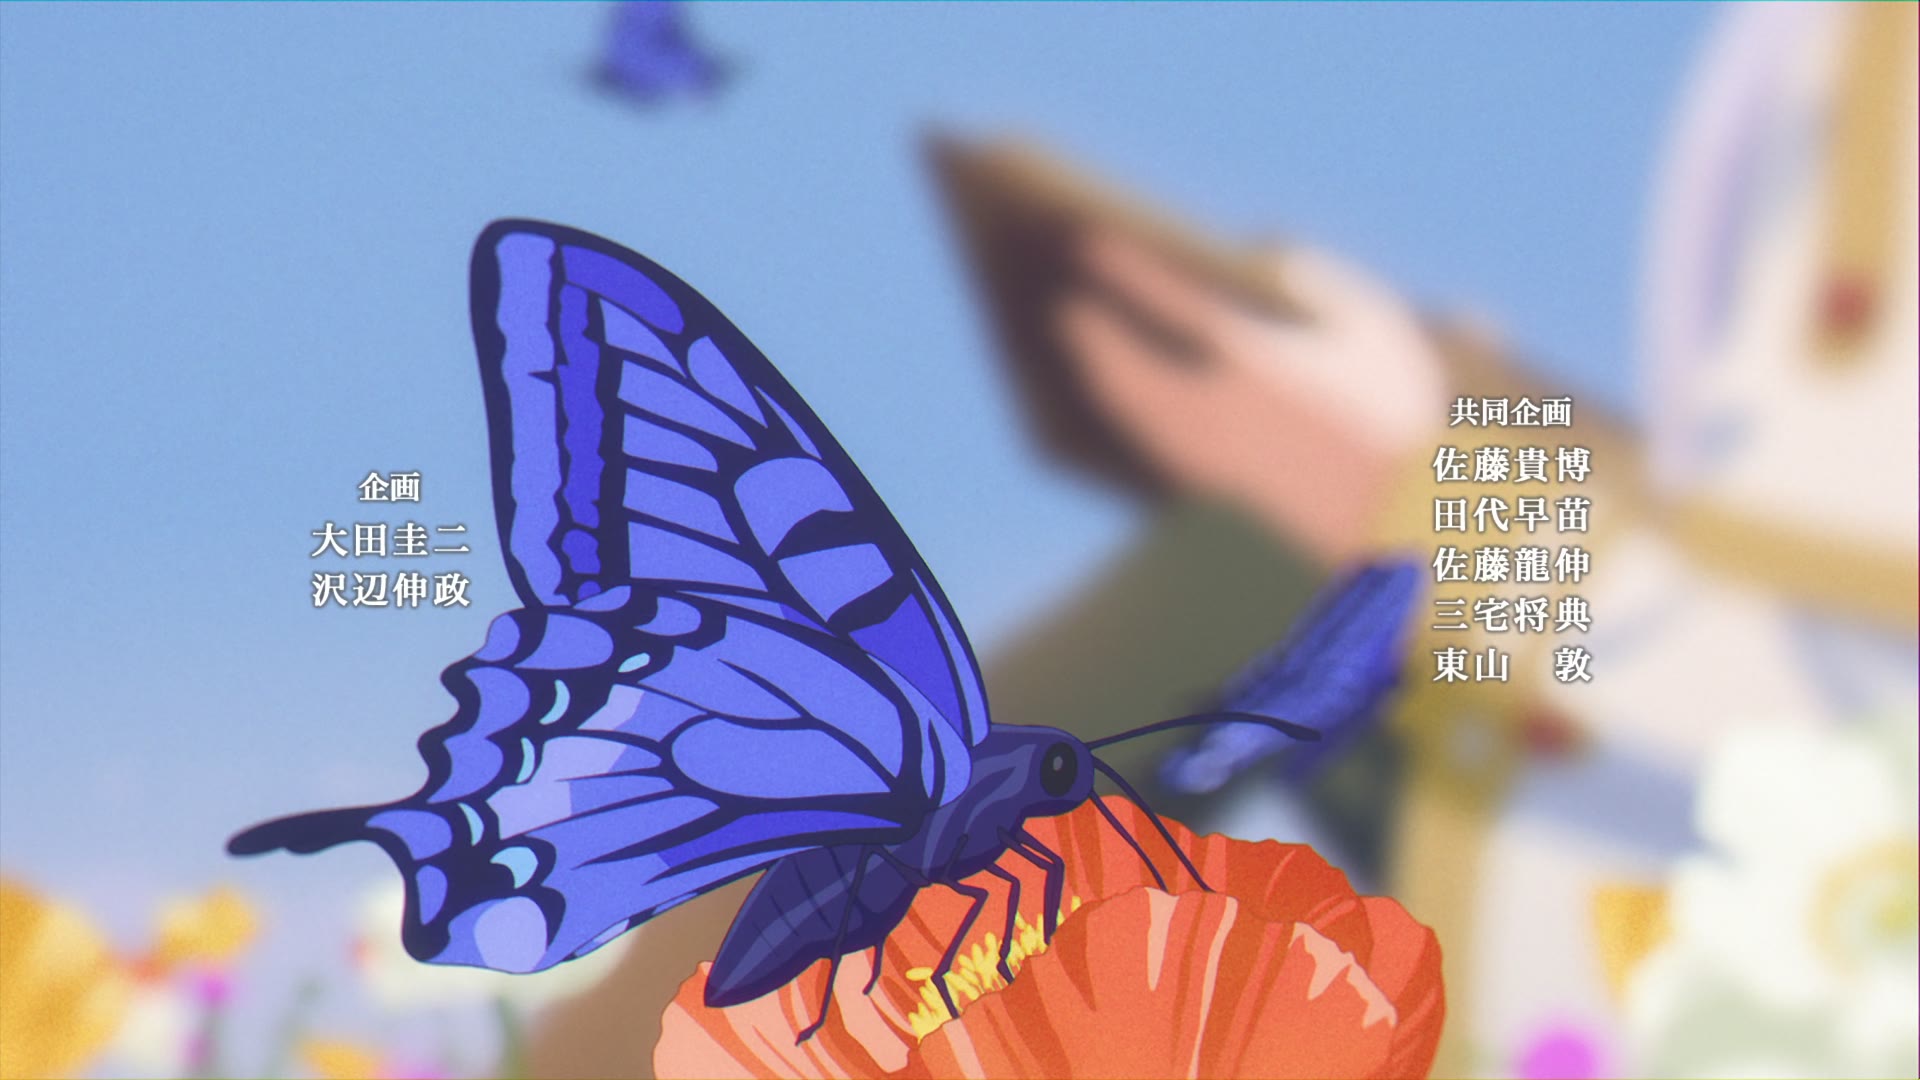 企画
大田圭二
沢辺伸政
共同企画
佐藤貴博
田代早苗
佐藤龍伸
三宅将典
東山　敦